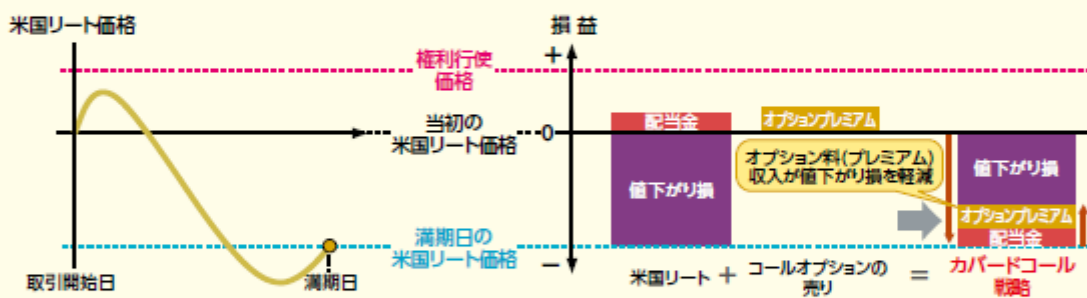 米国リート価格
損益
+
権利行使
価格
当初の
米国リート価格
0
満期日の
米国リート価格
−
取引開始日
満期日
配当金
値下がり損
オプションプレミアム
オプション料(プレミアム)
収入が値下がり損を軽減
値下がり損
オプションプレミアム
配当金
米国リート
+
コールオプションの
売り
=
カバードコール
戦略